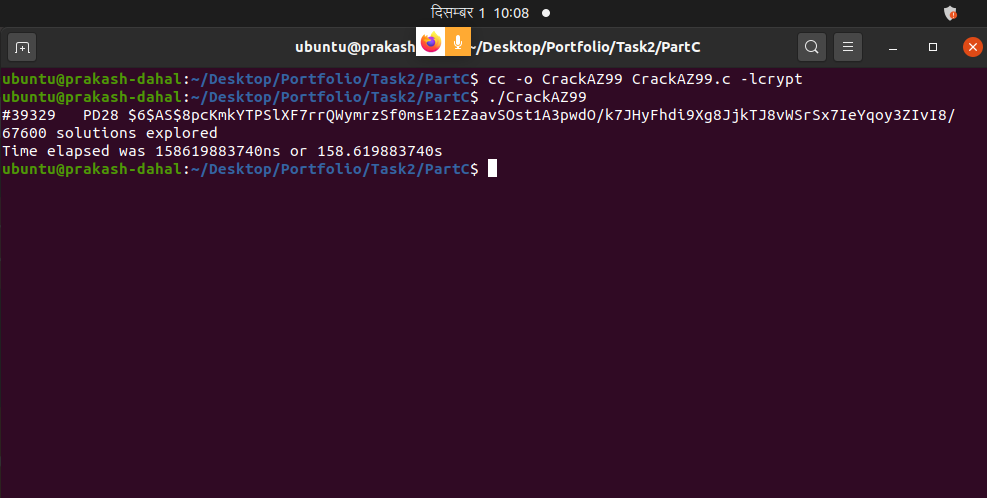 दिसम्बर 1 10:08
ubuntu@prakash ~/Desktop/Portfolio/Task2/PartC
ubuntu@prakash-dahal:~/Desktop/Portfolio/Task2/PartC$ cc -o CrackAZ99 CrackAZ99.c -lcrypt
ubuntu@prakash-dahal:~/Desktop/Portfolio/Task2/PartC$ ./CrackAZ99
#39329   PD28 $6$AS$8pcKmkYTPSlXF7rrQWymrzSf0msE12EZaavSOst1A3pwdO/k7JHyFhdi9Xg8JjkTJ8vWSrSx7IeYqoy3ZIvI8/
67600 solutions explored
Time elapsed was 158619883740ns or 158.619883740s
ubuntu@prakash-dahal:~/Desktop/Portfolio/Task2/PartC$